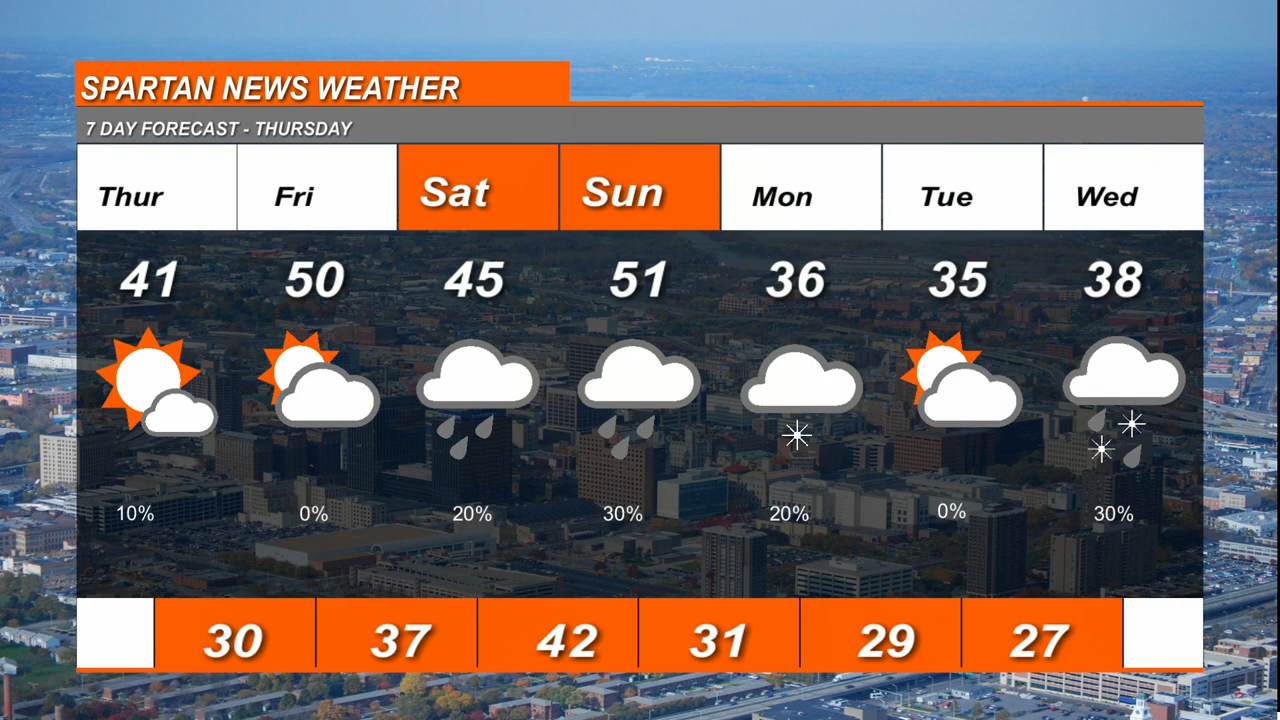 SPARTAN NEWS WEATHER
7 DAY FORECAST - THURSDAY
Thur Fri Sat Sun Mon Tue Wed
41 50 45 51 36 35 38
10% 0% 20% 30% 20% 0% 30%
30 37 42 31 29 27